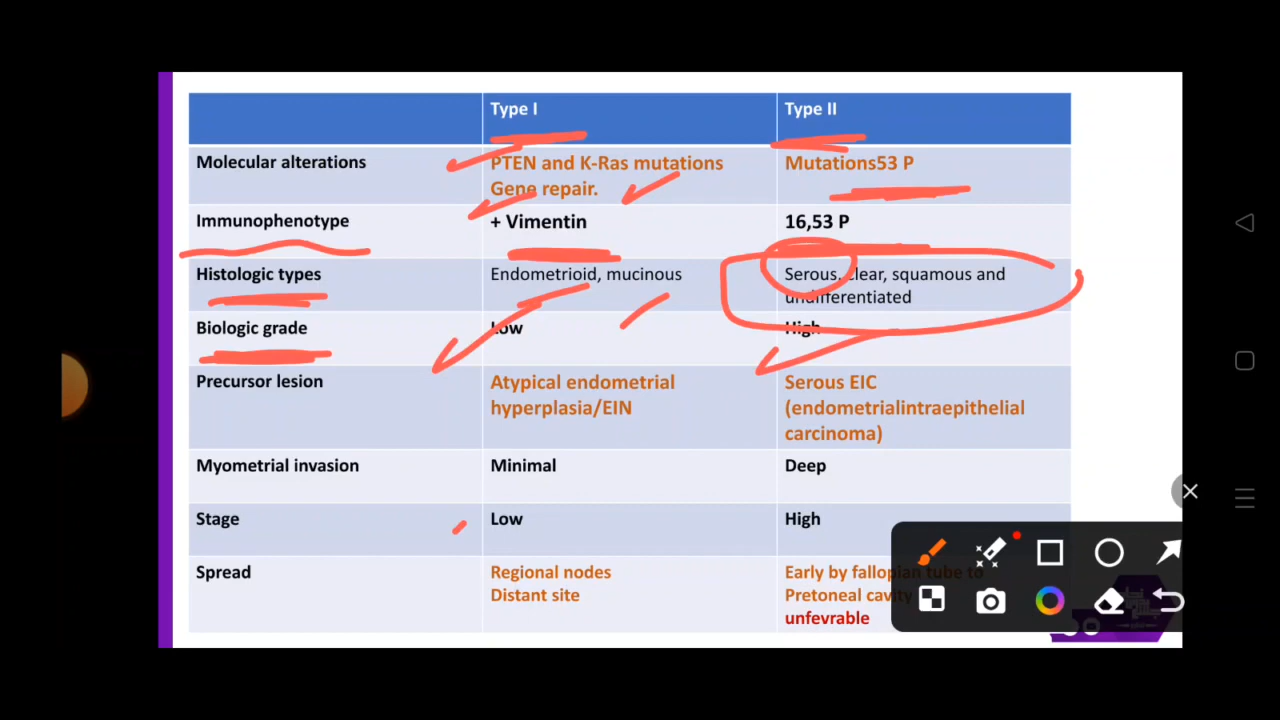 Type I
Type II
Molecular alterations
PTEN and K-Ras mutations
Gene repair.
Mutations53 P
Immunophenotype
+ Vimentin
16,53 P
Histologic types
Endometrioid, mucinous
Serous, clear, squamous and
undifferentiated
Biologic grade
Low
High
Precursor lesion
Atypical endometrial
hyperplasia/EIN
Serous EIC
(endometrialintraepithelial
carcinoma)
Myometrial invasion
Minimal
Deep
Stage
Low
High
Spread
Regional nodes
Distant site
Early by fallopian tube to
Pretoneal cavity
unfevrable